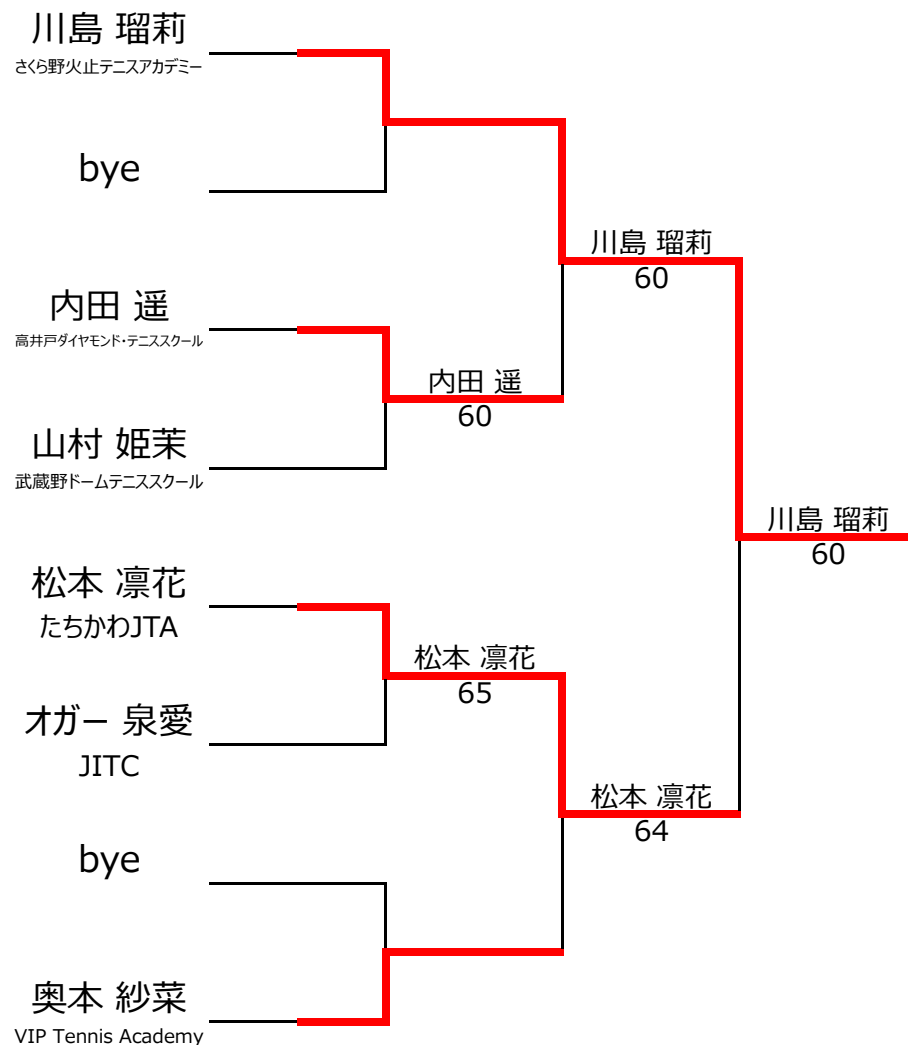 川島 瑠莉
さくら野火止テニスアカデミー
bye
川島 瑠莉
60
内田 遥
高井戸ダイヤモンド・テニススクール
内田 遥
60
山村 姫茉
武蔵野ドームテニススクール
川島 瑠莉
60
松本 凛花
たちかわJTA
松本 凛花
65
オガー 泉愛
JITC
松本 凛花
64
bye
奥本 紗菜
VIP Tennis Academy